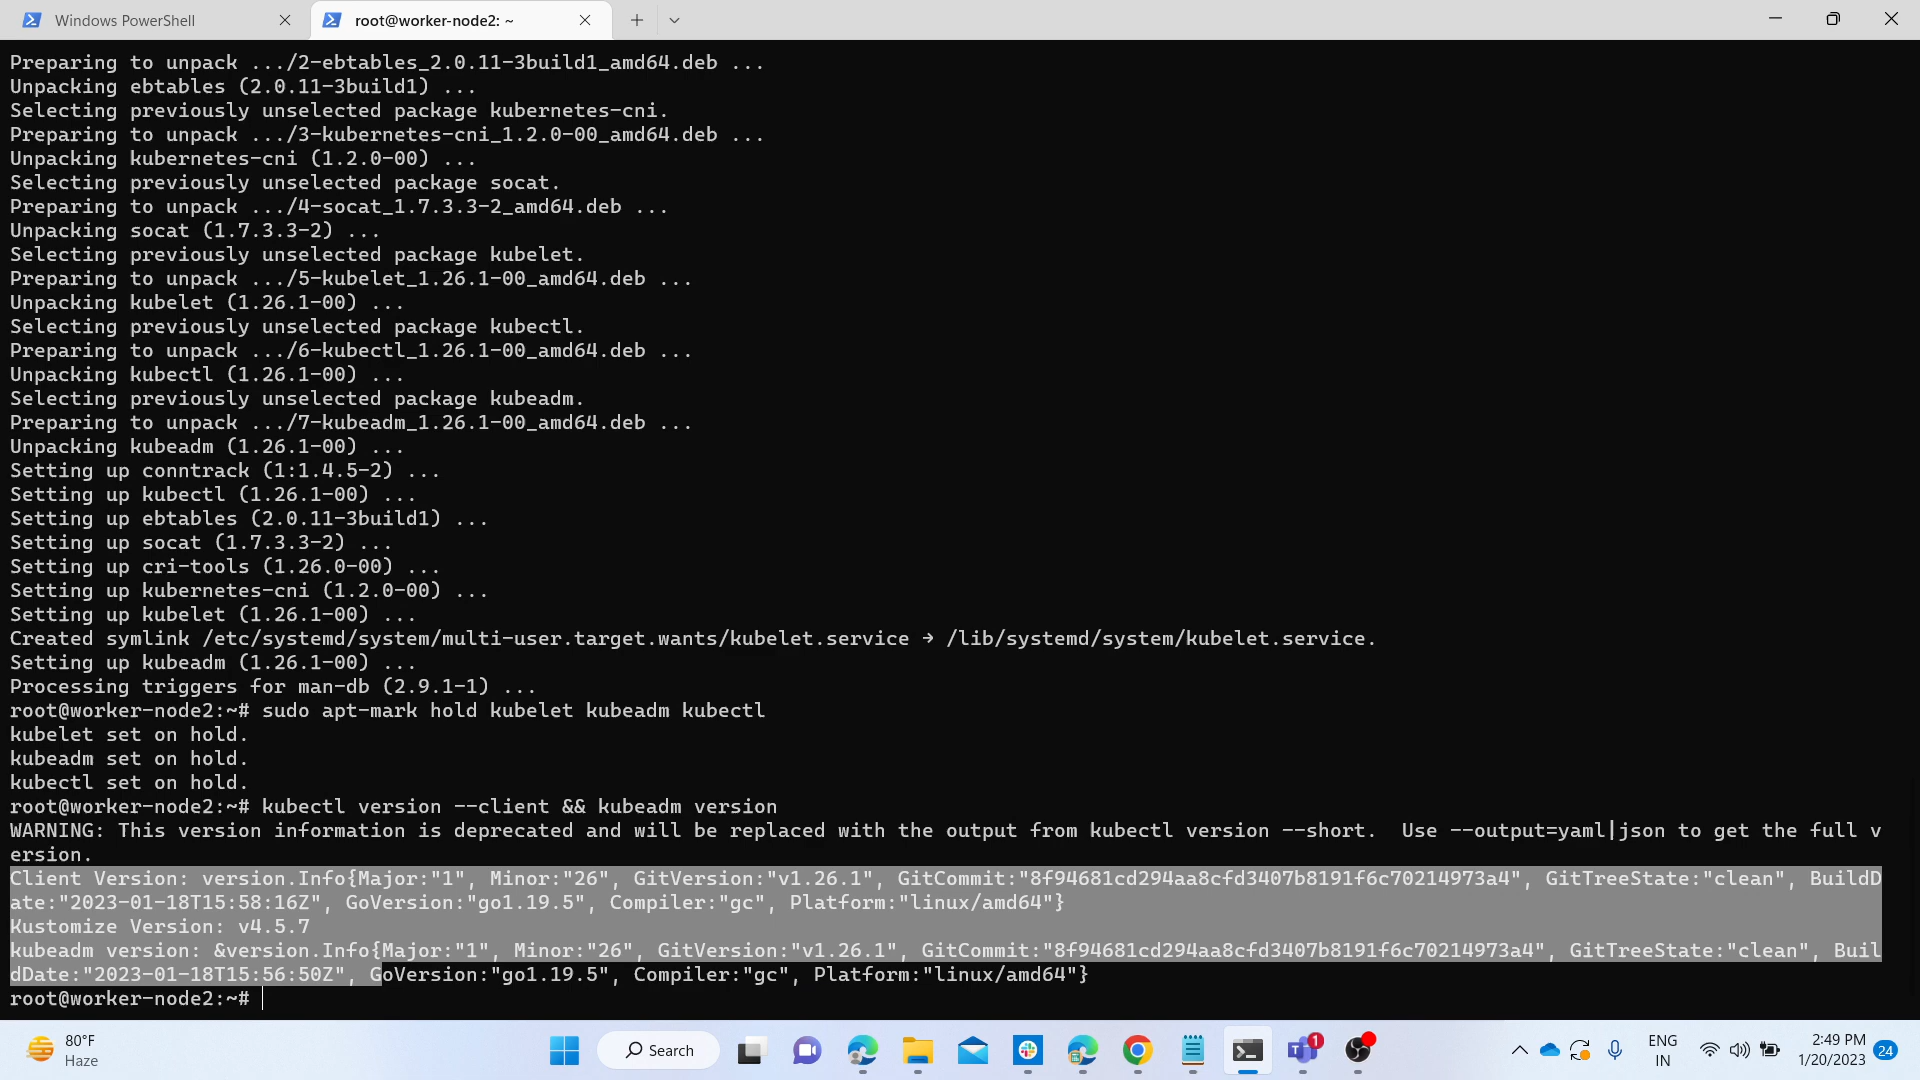 Windows PowerShell
root@worker-node2: ~
Preparing to unpack .../2-ebtables_2.0.11-3build1_amd64.deb ...
Unpacking ebtables (2.0.11-3build1) ...
Selecting previously unselected package kubernetes-cni.
Preparing to unpack .../3-kubernetes-cni_1.2.0-00_amd64.deb ...
Unpacking kubernetes-cni (1.2.0-00) ...
Selecting previously unselected package socat.
Preparing to unpack .../4-socat_1.7.3.3-2_amd64.deb ...
Unpacking socat (1.7.3.3-2) ...
Selecting previously unselected package kubelet.
Preparing to unpack .../5-kubelet_1.26.1-00_amd64.deb ...
Unpacking kubelet (1.26.1-00) ...
Selecting previously unselected package kubectl.
Preparing to unpack .../6-kubectl_1.26.1-00_amd64.deb ...
Unpacking kubectl (1.26.1-00) ...
Selecting previously unselected package kubeadm.
Preparing to unpack .../7-kubeadm_1.26.1-00_amd64.deb ...
Unpacking kubeadm (1.26.1-00) ...
Setting up conntrack (1:1.4.5-2) ...
Setting up kubectl (1.26.1-00) ...
Setting up ebtables (2.0.11-3build1) ...
Setting up socat (1.7.3.3-2) ...
Setting up cri-tools (1.26.0-00) ...
Setting up kubernetes-cni (1.2.0-00) ...
Setting up kubelet (1.26.1-00) ...
Created symlink /etc/systemd/system/multi-user.target.wants/kubelet.service → /lib/systemd/system/kubelet.service.
Setting up kubeadm (1.26.1-00) ...
Processing triggers for man-db (2.9.1-1) ...
root@worker-node2:~# sudo apt-mark hold kubelet kubeadm kubectl
kubelet set on hold.
kubeadm set on hold.
kubectl set on hold.
root@worker-node2:~# kubectl version --client && kubeadm version
WARNING: This version information is deprecated and will be replaced with the output from kubectl version --short.  Use --output=yaml|json to get the full v
ersion.
Client Version: version.Info{Major:"1", Minor:"26", GitVersion:"v1.26.1", GitCommit:"8f94681cd294aa8cfd3407b8191f6c70214973a4", GitTreeState:"clean", BuildD
ate:"2023-01-18T15:58:16Z", GoVersion:"go1.19.5", Compiler:"gc", Platform:"linux/amd64"}
Kustomize Version: v4.5.7
kubeadm version: &version.Info{Major:"1", Minor:"26", GitVersion:"v1.26.1", GitCommit:"8f94681cd294aa8cfd3407b8191f6c70214973a4", GitTreeState:"clean", Buil
dDate:"2023-01-18T15:56:50Z", GoVersion:"go1.19.5", Compiler:"gc", Platform:"linux/amd64"}
root@worker-node2:~#
80°F
Haze
Search
1
ENG
IN
2:49 PM
1/20/2023
24